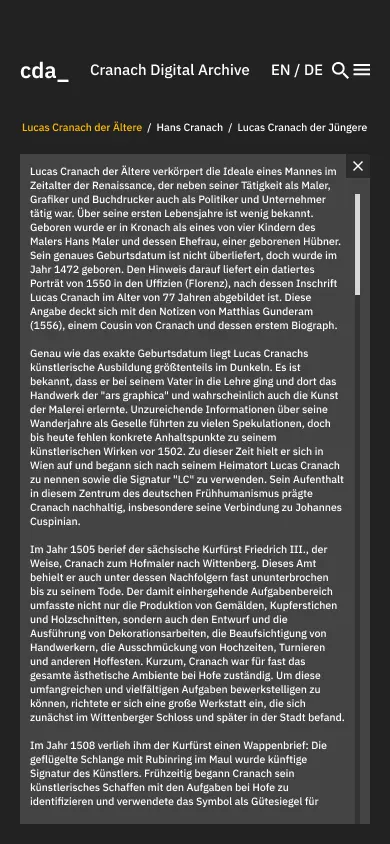 cda_ Cranach Digital Archive EN / DE
Lucas Cranach der Ältere / Hans Cranach / Lucas Cranach der Jüngere
Lucas Cranach der Ältere verkörpert die Ideale eines Mannes im
Zeitalter der Renaissance, der neben seiner Tätigkeit als Maler,
Grafiker und Buchdrucker auch als Politiker und Unternehmer
tätig war. Über seine ersten Lebensjahre ist wenig bekannt.
Geboren wurde er in Kronach als eines von vier Kindern des
Malers Hans Maler und dessen Ehefrau, einer geborenen Hübner.
Sein genaues Geburtsdatum ist nicht überliefert, doch wurde im
Jahr 1472 geboren. Den Hinweis darauf liefert ein datiertes
Porträt von 1550 in den Uffizien (Florenz), nach dessen Inschrift
Lucas Cranach im Alter von 77 Jahren abgebildet ist. Diese
Angabe deckt sich mit den Notizen von Matthias Gunderam
(1556), einem Cousin von Cranach und dessen erstem Biograph.
Genau wie das exakte Geburtsdatum liegt Lucas Cranachs
künstlerische Ausbildung größtenteils im Dunkeln. Es ist
bekannt, dass er bei seinem Vater in die Lehre ging und dort das
Handwerk der "ars graphica" und wahrscheinlich auch die Kunst
der Malerei erlernte. Unzureichende Informationen über seine
Wanderjahre als Geselle führten zu vielen Spekulationen, doch
bis heute fehlen konkrete Anhaltspunkte zu seinem
künstlerischen Wirken vor 1502. Zu dieser Zeit hielt er sich in
Wien auf und begann sich nach seinem Heimatort Lucas Cranach
zu nennen sowie die Signatur "LC" zu verwenden. Sein Aufenthalt
in diesem Zentrum des deutschen Frühhumanismus prägte
Cranach nachhaltig, insbesondere seine Verbindung zu Johannes
Cuspinian.
Im Jahr 1505 berief der sächsische Kurfürst Friedrich III., der
Weise, Cranach zum Hofmaler nach Wittenberg. Dieses Amt
behielt er auch unter dessen Nachfolgern fast ununterbrochen
bis zu seinem Tode. Der damit einhergehende Aufgabenbereich
umfasste nicht nur die Produktion von Gemälden, Kupferstichen
und Holzschnitten, sondern auch den Entwurf und die
Ausführung von Dekorationsarbeiten, die Beaufsichtigung von
Handwerkern, die Ausschmückung von Hochzeiten, Turnieren
und anderen Hoffesten. Kurzum, Cranach war für fast das
gesamte ästhetische Ambiente bei Hofe zuständig. Um diese
umfangreichen und vielfältigen Aufgaben bewerkstelligen zu
können, richtete er sich eine große Werkstatt ein, die sich
zunächst im Wittenberger Schloss und später in der Stadt befand.
Im Jahr 1508 verlieh ihm der Kurfürst einen Wappenbrief: Die
geflügelte Schlange mit Rubinring im Maul wurde künftige
Signatur des Künstlers. Frühzeitig begann Cranach sein
künstlerisches Schaffen mit den Aufgaben bei Hofe zu
identifizieren und verwendete das Symbol als Gütesiegel für